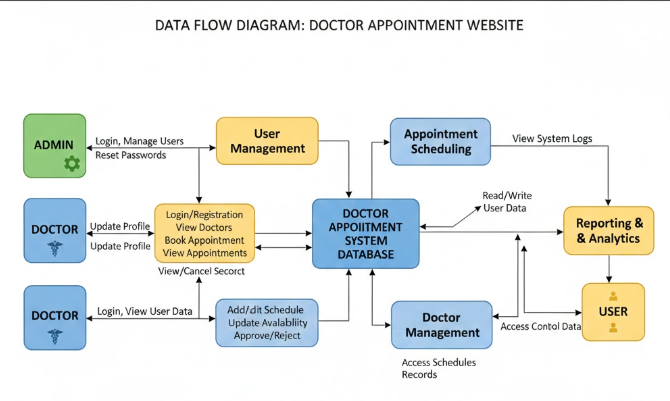 DATA FLOW DIAGRAM: DOCTOR APPOINTMENT WEBSITE
ADMIN
Login, Manage Users
Reset Passwords
User
Management
Appointment
Scheduling
View System Logs
DOCTOR
Update Profile
Update Profile
Login/Registration
View Doctors
Book Appointment
View Appointments
View/Cancel Secorct
DOCTOR
APPOIITMENT
SYSTEM
DATABASE
Read/Write
User Data
Reporting &
& Analytics
DOCTOR
Login, View User Data
Add/dit Schedule
Update Avalability
Approve/Reject
Doctor
Management
Access Schedules
Records
Access Contol Data
USER